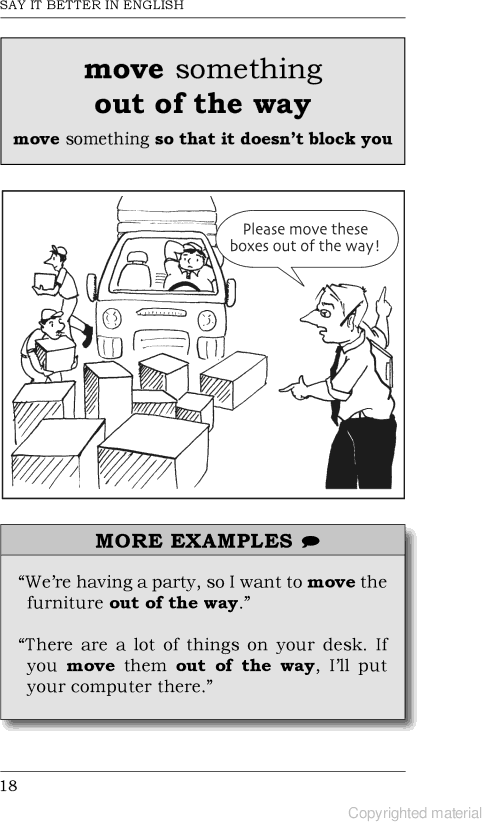 SAY IT BETTER IN ENGLISH
move something
out of the way
move something so that it doesn't block you
Please move these
boxes out of the way!
MORE EXAMPLES
“We're having a party, so I want to move the
furniture out of the way.”
“There are a lot of things on your desk. If
you move them out of the way, I'll put
your computer there.”
18
Copyrighted material